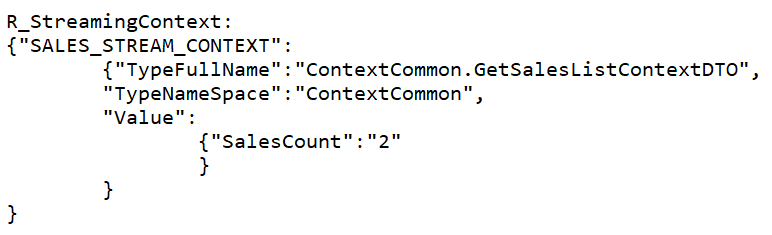 R_StreamingContext:
{"SALES_STREAM_CONTEXT":
{"TypeFullName":"ContextCommon.GetSalesListContextDTO",
"TypeNameSpace":"ContextCommon",
"Value":
{"SalesCount":"2"
}
}
}